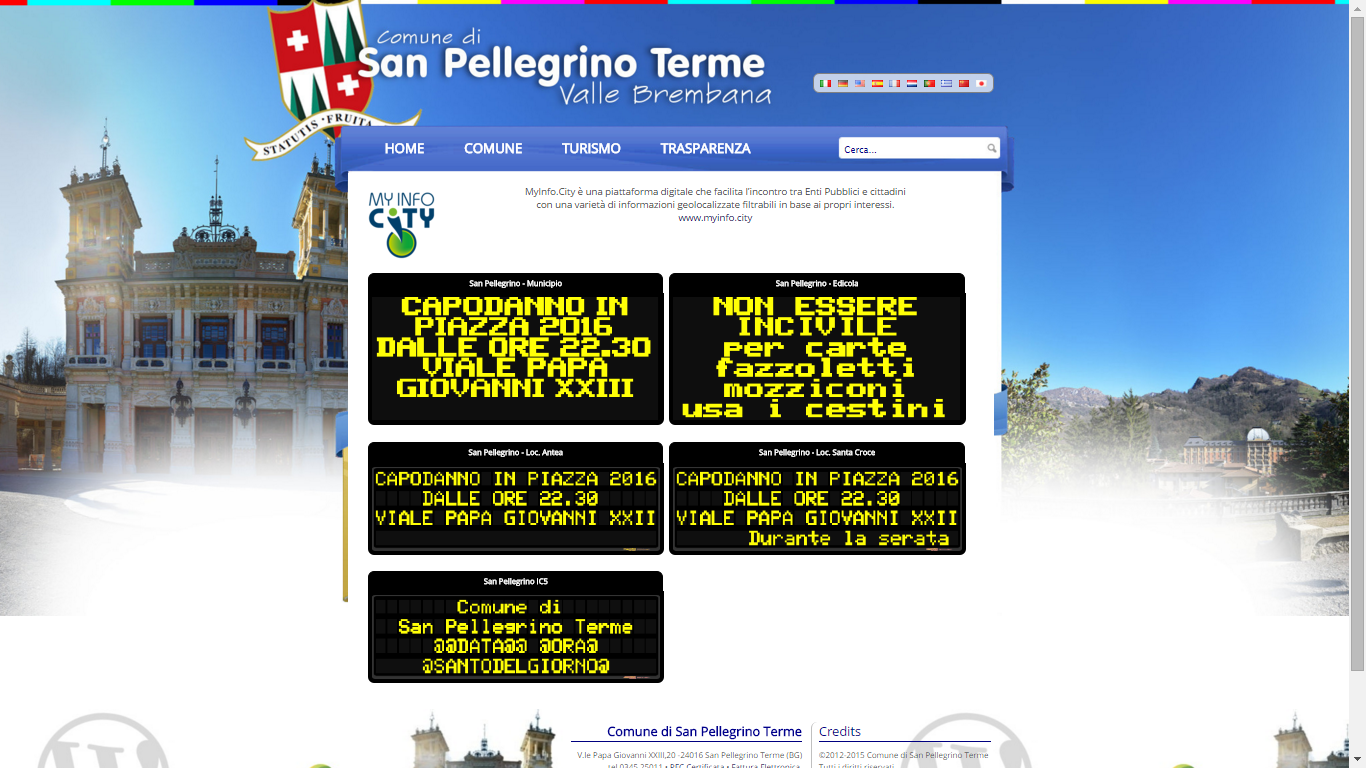 Comune di
San Pellegrino Terme
Valle Brembana
STATUTIS · FRUITA
HOME COMUNE TURISMO TRASPARENZA
Cerca...
MY INFO
CITY
MyInfo.City è una piattaforma digitale che facilita l'incontro tra Enti Pubblici e cittadini
con una varietà di informazioni geolocalizzate filtrabili in base ai propri interessi.
www.myinfo.city
San Pellegrino - Municipio
CAPODANNO IN
PIAZZA 2016
DALLE ORE 22.30
VIALE PAPA
GIOVANNI XXIII
San Pellegrino - Edicola
NON ESSERE
INCIVILE
per carte
fazzoletti
mozziconi
usa i cestini
San Pellegrino - Loc. Antea
CAPODANNO IN PIAZZA 2016
DALLE ORE 22.30
VIALE PAPA GIOVANNI XXII
San Pellegrino - Loc. Santa Croce
CAPODANNO IN PIAZZA 2016
DALLE ORE 22.30
VIALE PAPA GIOVANNI XXII
Durante la serata
San Pellegrino IC5
Comune di
San Pellegrino Terme
@@DATA@@ @ORA@
@SANTODELGIORNO@
Comune di San Pellegrino Terme
V.le Papa Giovanni XXIII,20 -24016 San Pellegrino Terme (BG)
tel 0345 25011 • PEC Certificata • Fattura Elettronica
Credits
©2012-2015 Comune di San Pellegrino Terme
Tutti i diritti riservati